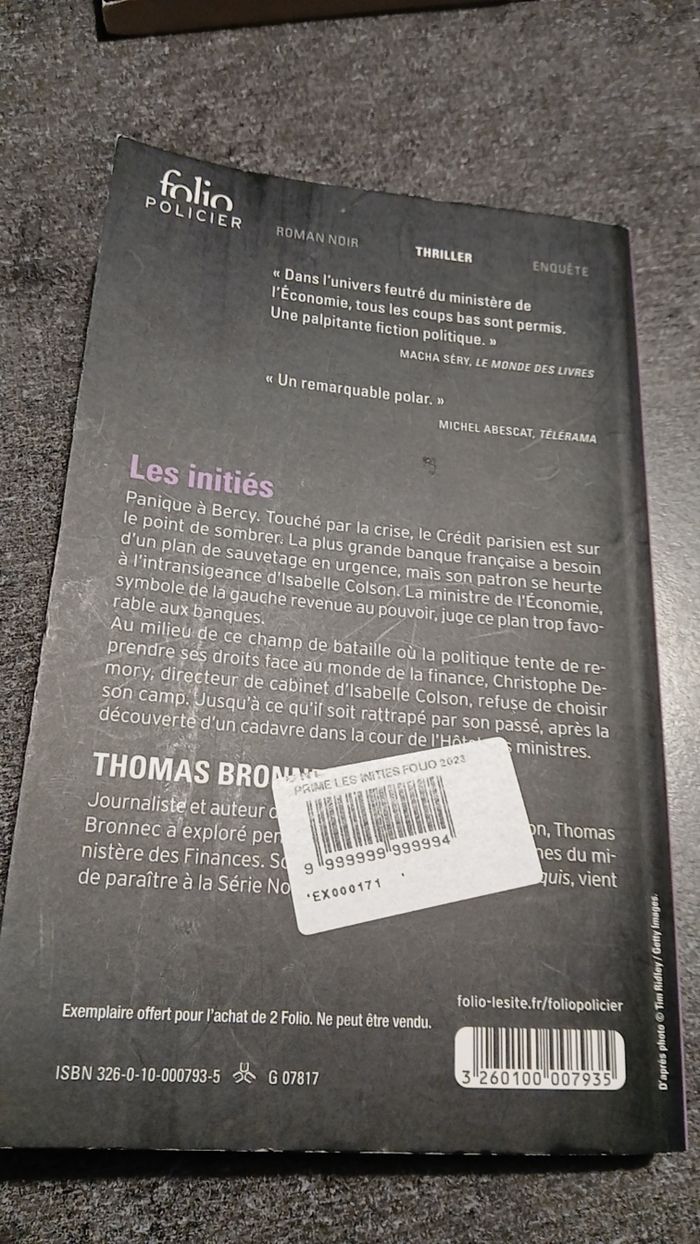 folio
POLICIER
ROMAN NOIR THRILLER ENQUÊTE
« Dans l'univers feutré du ministère de
l'Économie, tous les coups bas sont permis.
Une palpitante fiction politique. »
MACHA SÉRY, LE MONDE DES LIVRES
« Un remarquable polar. »
MICHEL ABESCAT, TÉLÉRAMA
Les initiés
Panique à Bercy. Touché par la crise, le Crédit parisien est sur
le point de sombrer. La plus grande banque française a besoin
d'un plan de sauvetage en urgence, mais son patron se heurte
à l'intransigeance d'Isabelle Colson. La ministre de l'Économie,
symbole de la gauche revenue au pouvoir, juge ce plan trop favo-
rable aux banques.
Au milieu de ce champ de bataille où la politique tente de re-
prendre ses droits face au monde de la finance, Christophe De-
mory, directeur de cabinet d'Isabelle Colson, refuse de choisir
son camp. Jusqu'à ce qu'il soit rattrapé par son passé, après la
découverte d'un cadavre dans la cour de l' ministres.
THOMAS
Journaliste et auteur Thomas
Bronnec a exploré du mi-
nistère des Finances. vient
de paraître à la Série
PRIME LES INITIES FOLIO 2023
9 999999 999994
EX000171
folio-lesite.fr/foliopolicier
Exemplaire offert pour l'achat de 2 Folio. Ne peut être vendu.
ISBN 326-0-10-000793-5 G 07817
3 260100 007935
D'après photo © Tim Ridley / Getty Images.